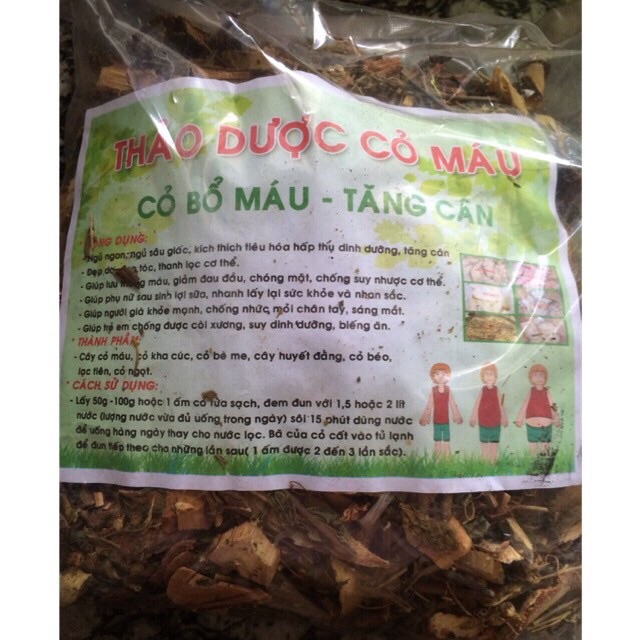 THẢO DƯỢC CỎ MÁU
CỎ BỔ MÁU - TĂNG CÂN
DỤNG:
- Ngủ ngon, ngủ sâu giấc, kích thích tiêu hóa hấp thụ dinh dưỡng, tăng cân
- Đẹp tóc, thanh lọc cơ thể.
- Giúp lưu máu, giảm đau đầu, chóng mặt, chống suy nhược cơ thể.
- Giúp phụ nữ sau sinh lợi sữa, nhanh lấy lại sức khỏe và nhan sắc.
- Giúp người già khỏe mạnh, chống nhức mỏi chân tay, sáng mắt.
- Giúp trẻ em chống được còi xương, suy dinh dưỡng, biếng ăn.
* THÀNH PHẦN:
- Cây cỏ máu, cỏ kha cúc, cỏ bé me, cây huyết đằng, cỏ béo,
lạc tiên, cỏ ngọt.
* CÁCH SỬ DỤNG:
- Lấy 50g -100g hoặc 1 ấm cỏ rửa sạch, đem đun với 1,5 hoặc 2 lít
nước (lượng nước vừa đủ uống trong ngày) sôi 15 phút dùng nước
để uống hàng ngày thay cho nước lọc. Bã của cỏ cất vào tủ lạnh
để đun tiếp theo cho những lần sau( 1 ấm được 2 đến 3 lần sắc).